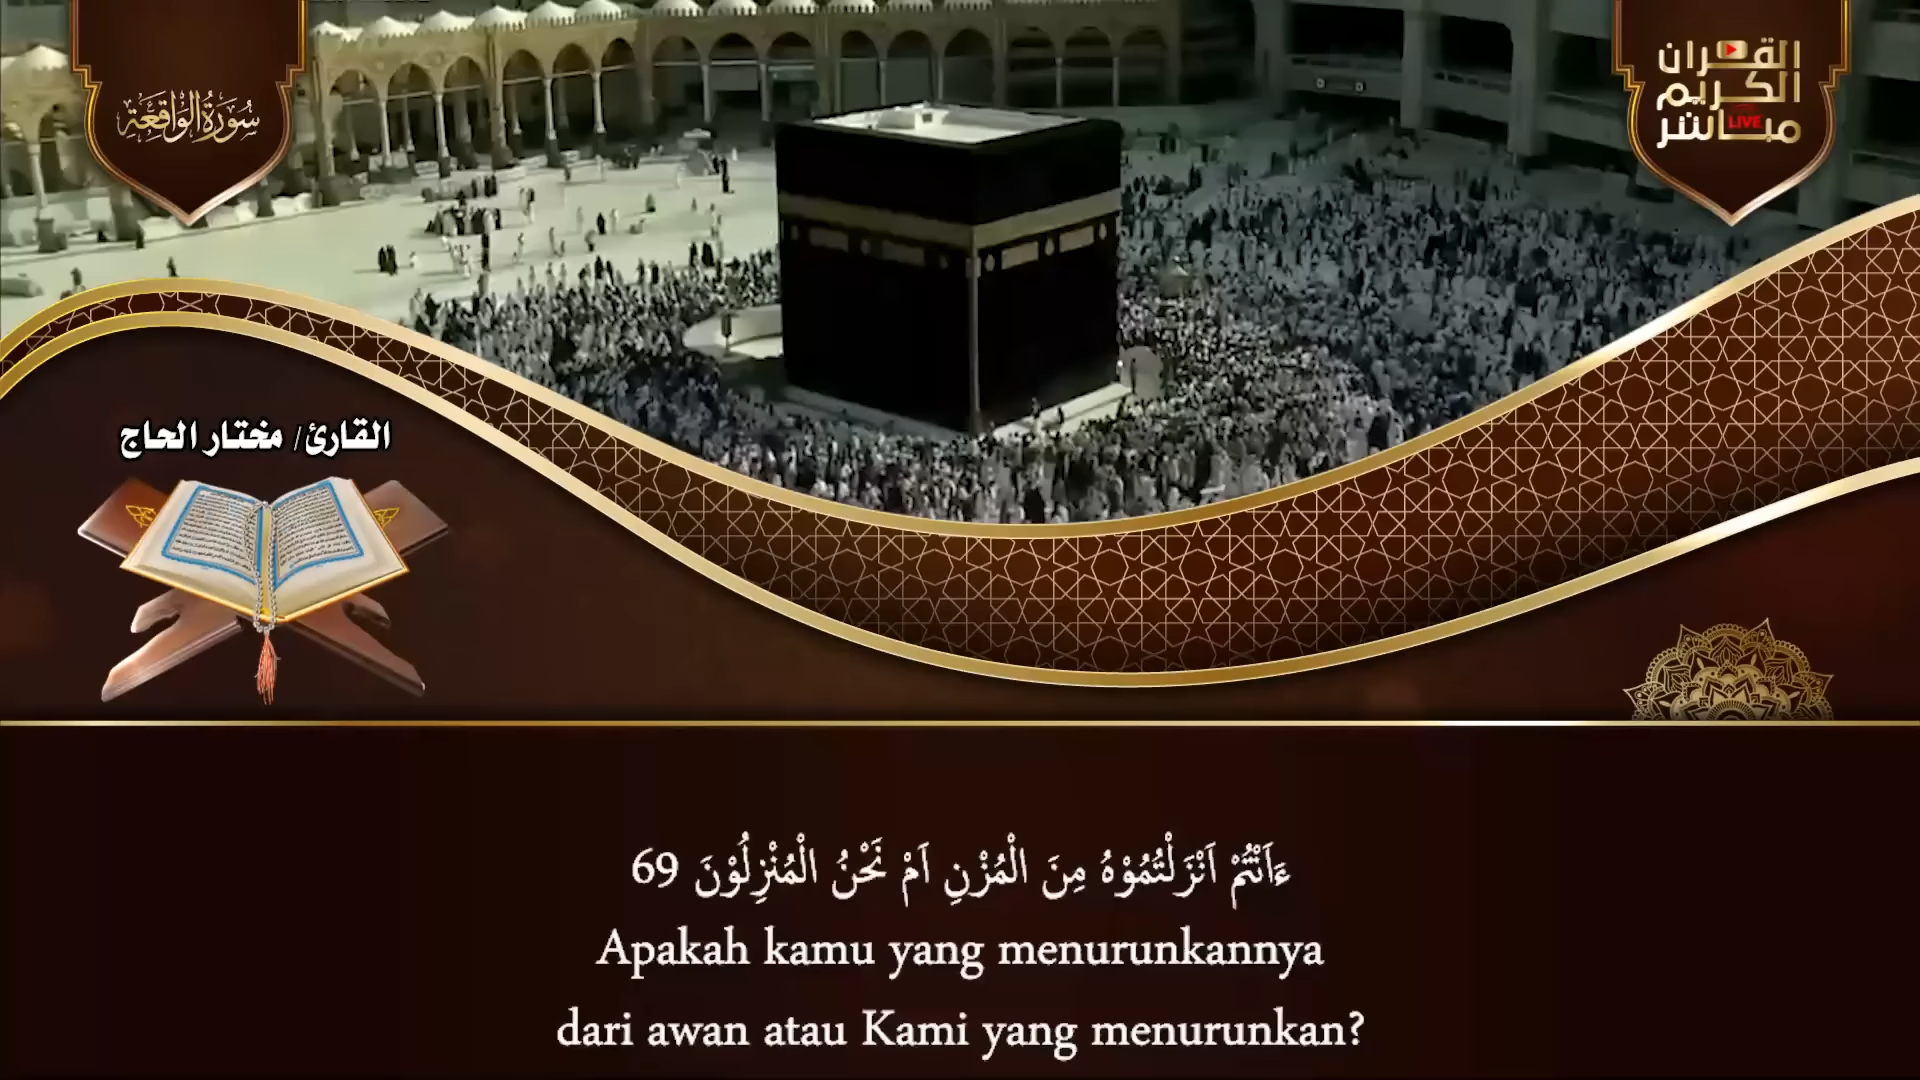 سُورَةُ الْوَاقِعَة
القرآن
الكريم
مباشر
LIVE
القارئ/ مختار الحاج
ءَاَنْتُمْ اَنْزَلْتُمُوْهُ مِنَ الْمُزْنِ اَمْ نَحْنُ الْمُنْزِلُوْنَ 69
Apakah kamu yang menurunkannya
dari awan atau Kami yang menurunkan?